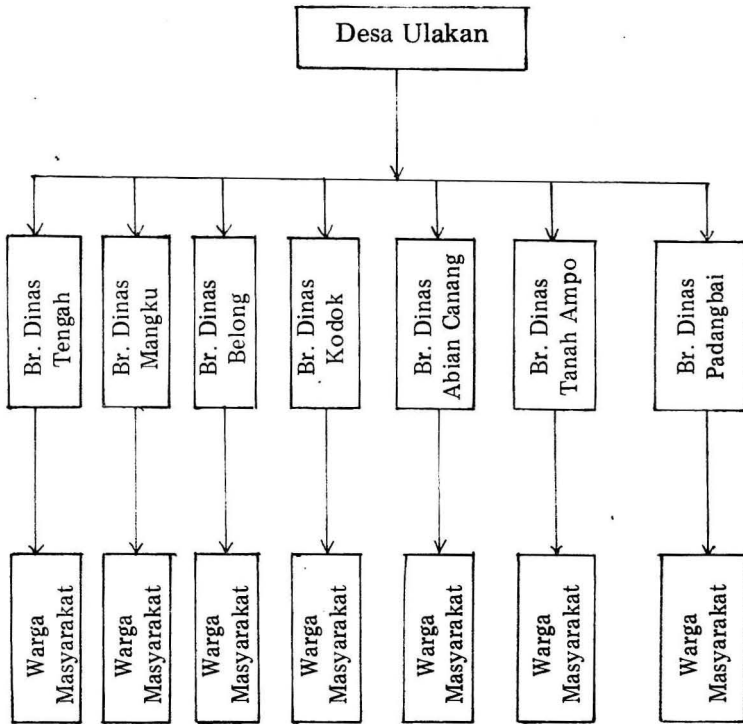 Desa Ulakan
Br. Dinas
Tengah
Br. Dinas
Mangku
Br. Dinas
Belong
Br. Dinas
Kodok
Br. Dinas
Abian Canang
Br. Dinas
Tanah Ampo
Br. Dinas
Padangbai
Warga
Masyarakat
Warga
Masyarakat
Warga
Masyarakat
Warga
Masyarakat
Warga
Masyarakat
Warga
Masyarakat
Warga
Masyarakat